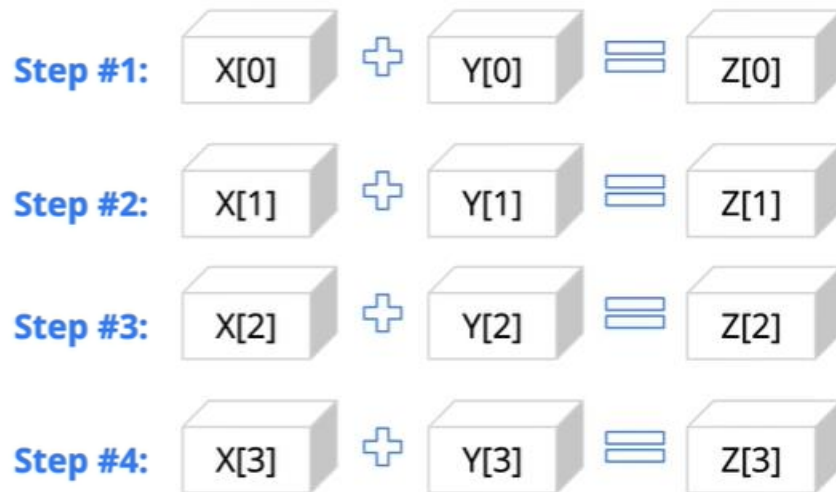 Step #1: X[0] + Y[0] = Z[0]
Step #2: X[1] + Y[1] = Z[1]
Step #3: X[2] + Y[2] = Z[2]
Step #4: X[3] + Y[3] = Z[3]